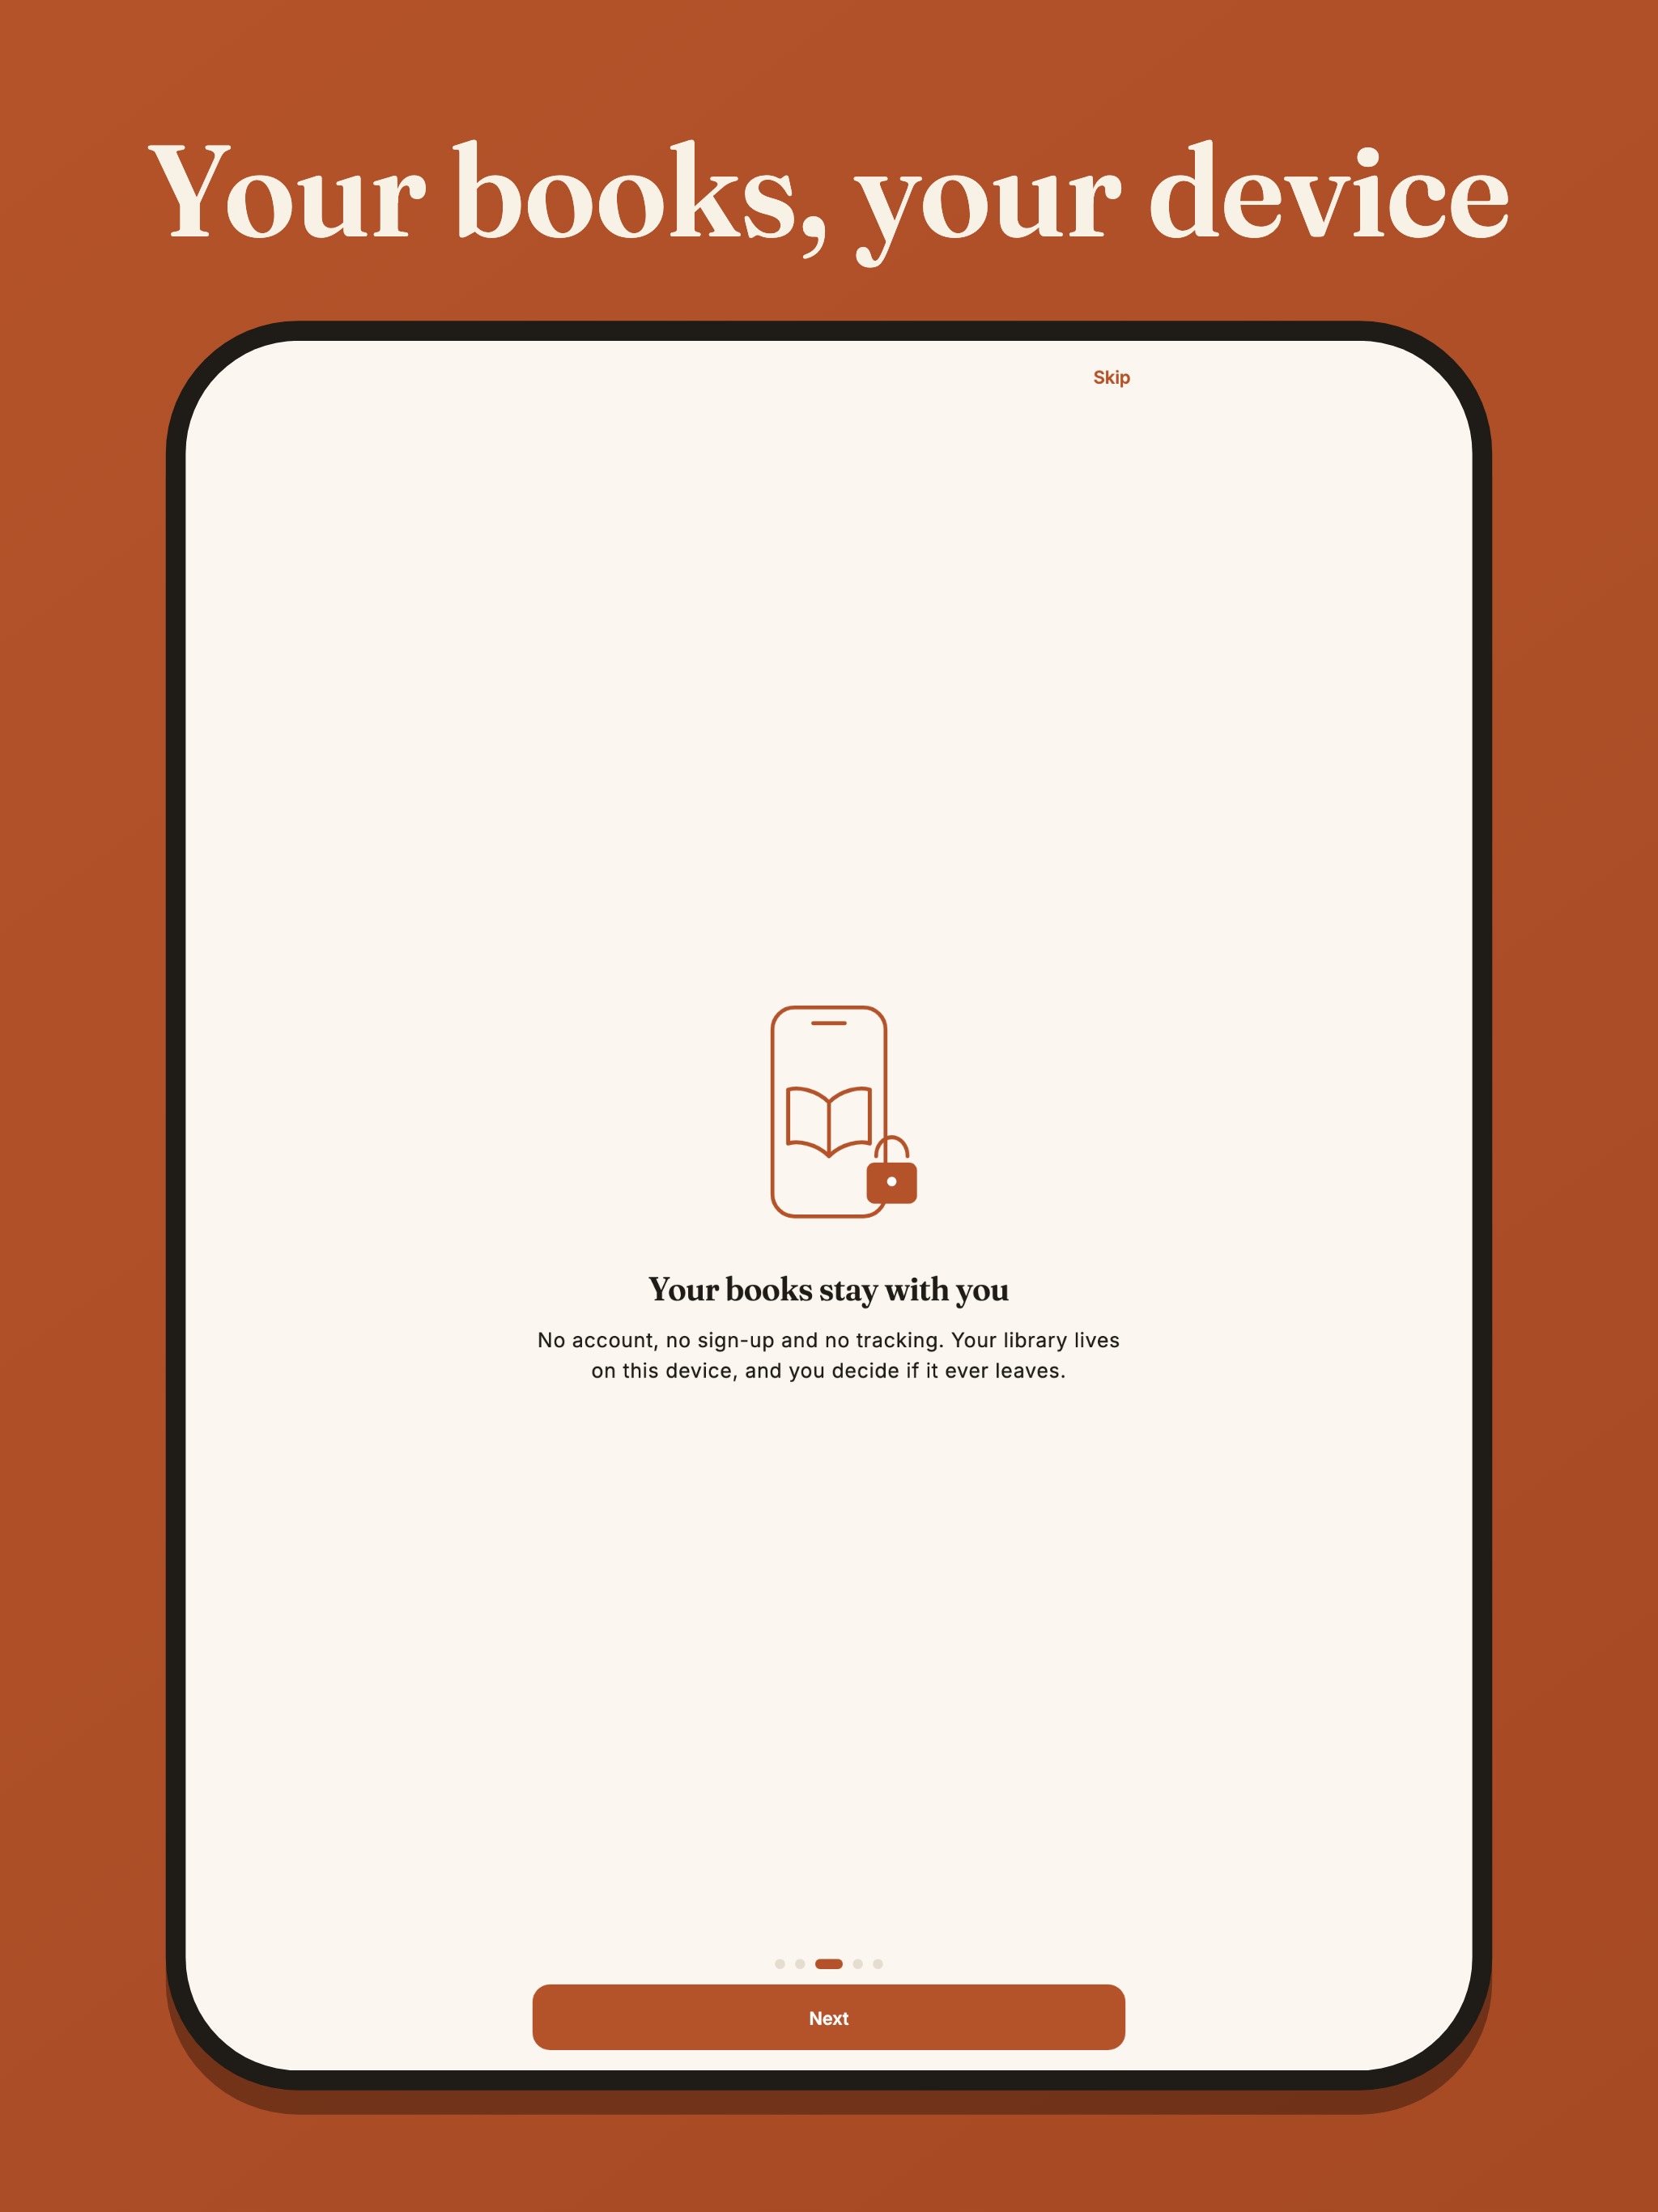 Your books, your device
Skip
Your books stay with you
No account, no sign-up and no tracking. Your library lives
on this device, and you decide if it ever leaves.
Next